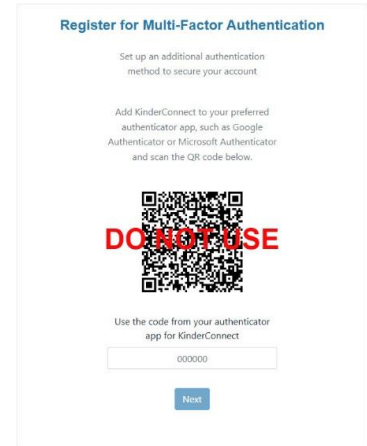 Register for Multi-Factor Authentication
Set up an additional authentication
method to secure your account
Add KinderConnect to your preferred
authenticator app, such as Google
Authenticator or Microsoft Authenticator
and scan the QR code below.
DO NOT USE
Use the code from your authenticator
app for KinderConnect
000000
Next